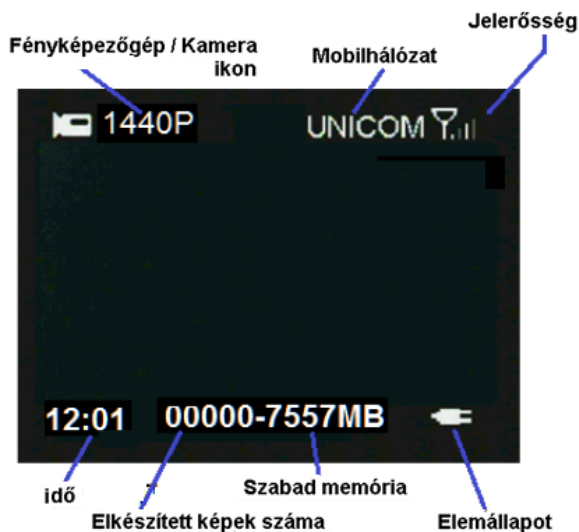 Jelerősség
Fényképezőgép / Kamera
ikon
Mobilhálózat
1440P
UNICOM
12:01
00000-7557MB
idő
Szabad memória
Elkészített képek száma
Elemállapot